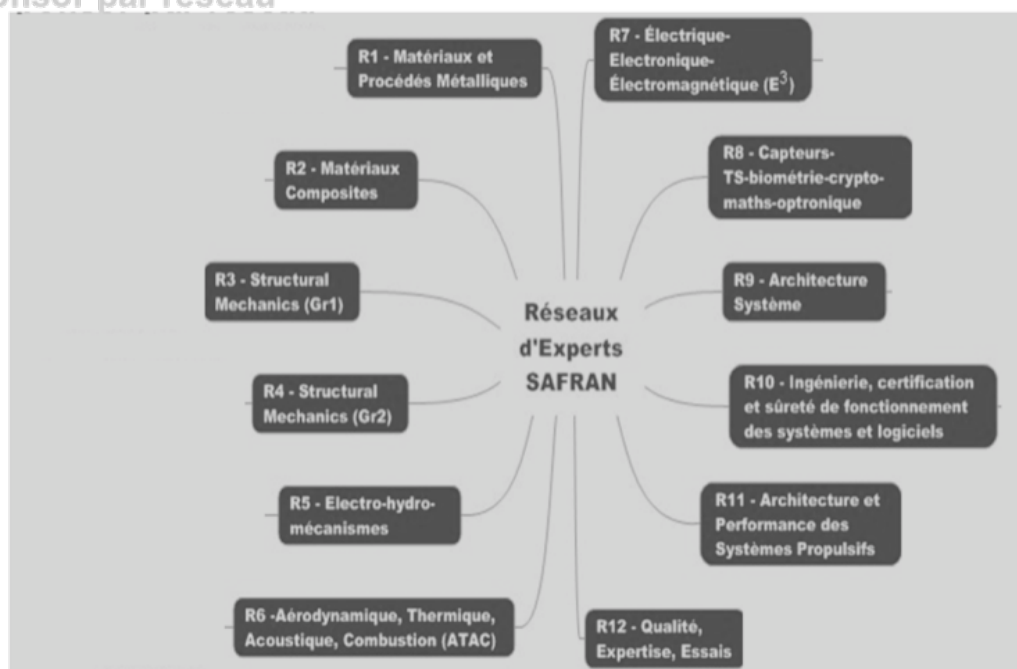 onsor par réseau
R1 - Matériaux et
Procédés Métalliques
R2 - Matériaux
Composites
R3 - Structural
Mechanics (Gr1)
R4 - Structural
Mechanics (Gr2)
R5 - Electro-hydro-
mécanismes
R6 -Aérodynamique, Thermique,
Acoustique, Combustion (ATAC)
Réseaux
d'Experts
SAFRAN
R7 - Électrique-
Electronique-
Électromagnétique (E³)
R8 - Capteurs-
TS-biométrie-crypto-
maths-optronique
R9 - Architecture
Système
R10 - Ingénierie, certification
et sûreté de fonctionnement
des systèmes et logiciels
R11 - Architecture et
Performance des
Systèmes Propulsifs
R12 - Qualité,
Expertise, Essais